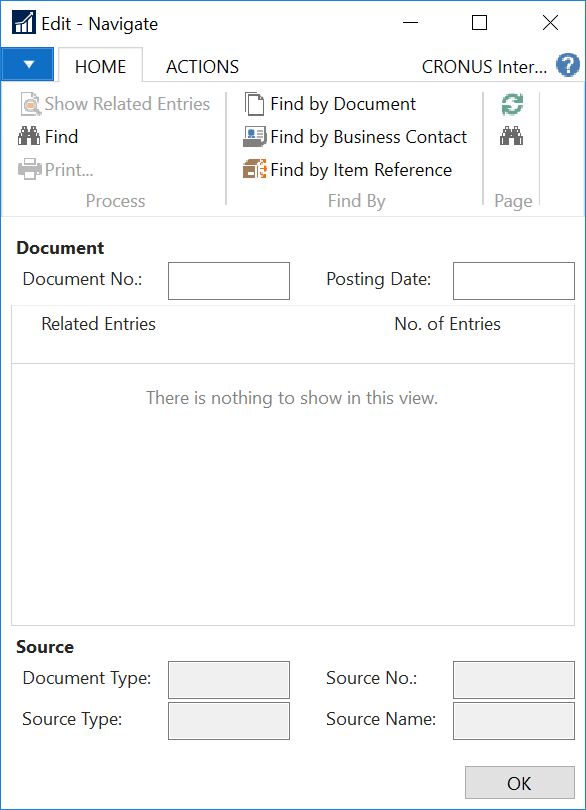 Edit - Navigate
HOME ACTIONS CRONUS Inter... ?
Show Related Entries Find by Document
Find Find by Business Contact
Print... Find by Item Reference
Process Find By Page
Document
Document No.: Posting Date:
Related Entries No. of Entries
There is nothing to show in this view.
Source
Document Type: Source No.:
Source Type: Source Name:
OK